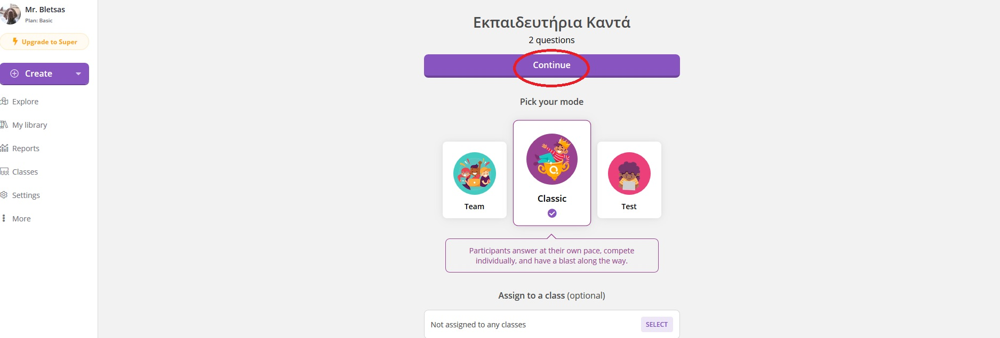 Mr. Bletsas
Plan: Basic
Upgrade to Super
Create
Explore
My library
Reports
Classes
Settings
More
Εκπαιδευτήρια Καντά
2 questions
Continue
Pick your mode
Team
Classic
Test
Participants answer at their own pace, compete
individually, and have a blast along the way.
Assign to a class (optional)
Not assigned to any classes
SELECT